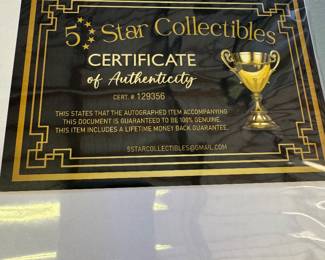 5 Star Collectibles
CERTIFICATE
of Authenticity
CERT. # 129356
THIS STATES THAT THE AUTOGRAPHED ITEM ACCOMPANYING
THIS DOCUMENT IS GUARANTEED TO BE 100% GENUINE.
THIS ITEM INCLUDES A LIFETIME MONEY BACK GUARANTEE.
5STARCOLLECTIBLES@GMAIL.COM